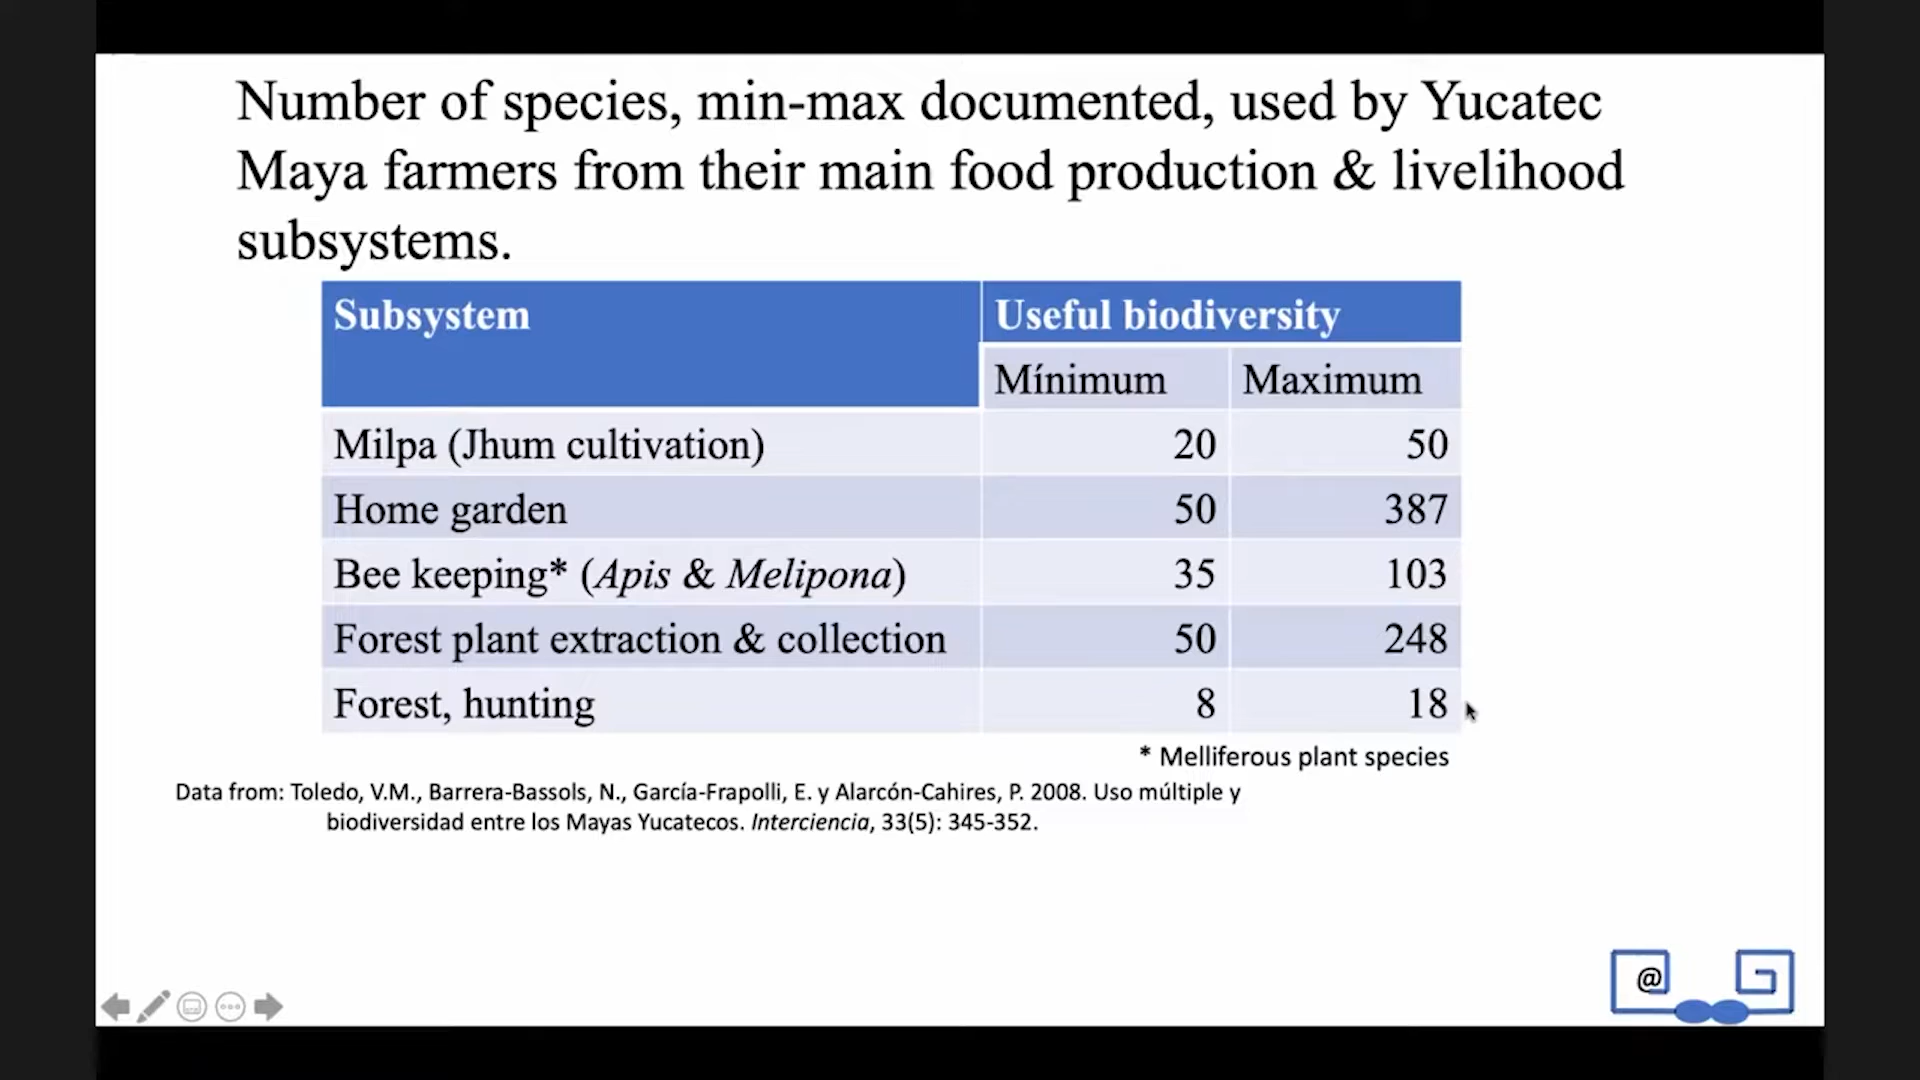 Number of species, min-max documented, used by Yucatec
Maya farmers from their main food production & livelihood
subsystems.
Subsystem Useful biodiversity
Mínimum Maximum
Milpa (Jhum cultivation) 20 50
Home garden 50 387
Bee keeping* (Apis & Melipona) 35 103
Forest plant extraction & collection 50 248
Forest, hunting 8 18
* Melliferous plant species
Data from: Toledo, V.M., Barrera-Bassols, N., García-Frapolli, E. y Alarcón-Cahires, P. 2008. Uso múltiple y
biodiversidad entre los Mayas Yucatecos. Interciencia, 33(5): 345-352.
@